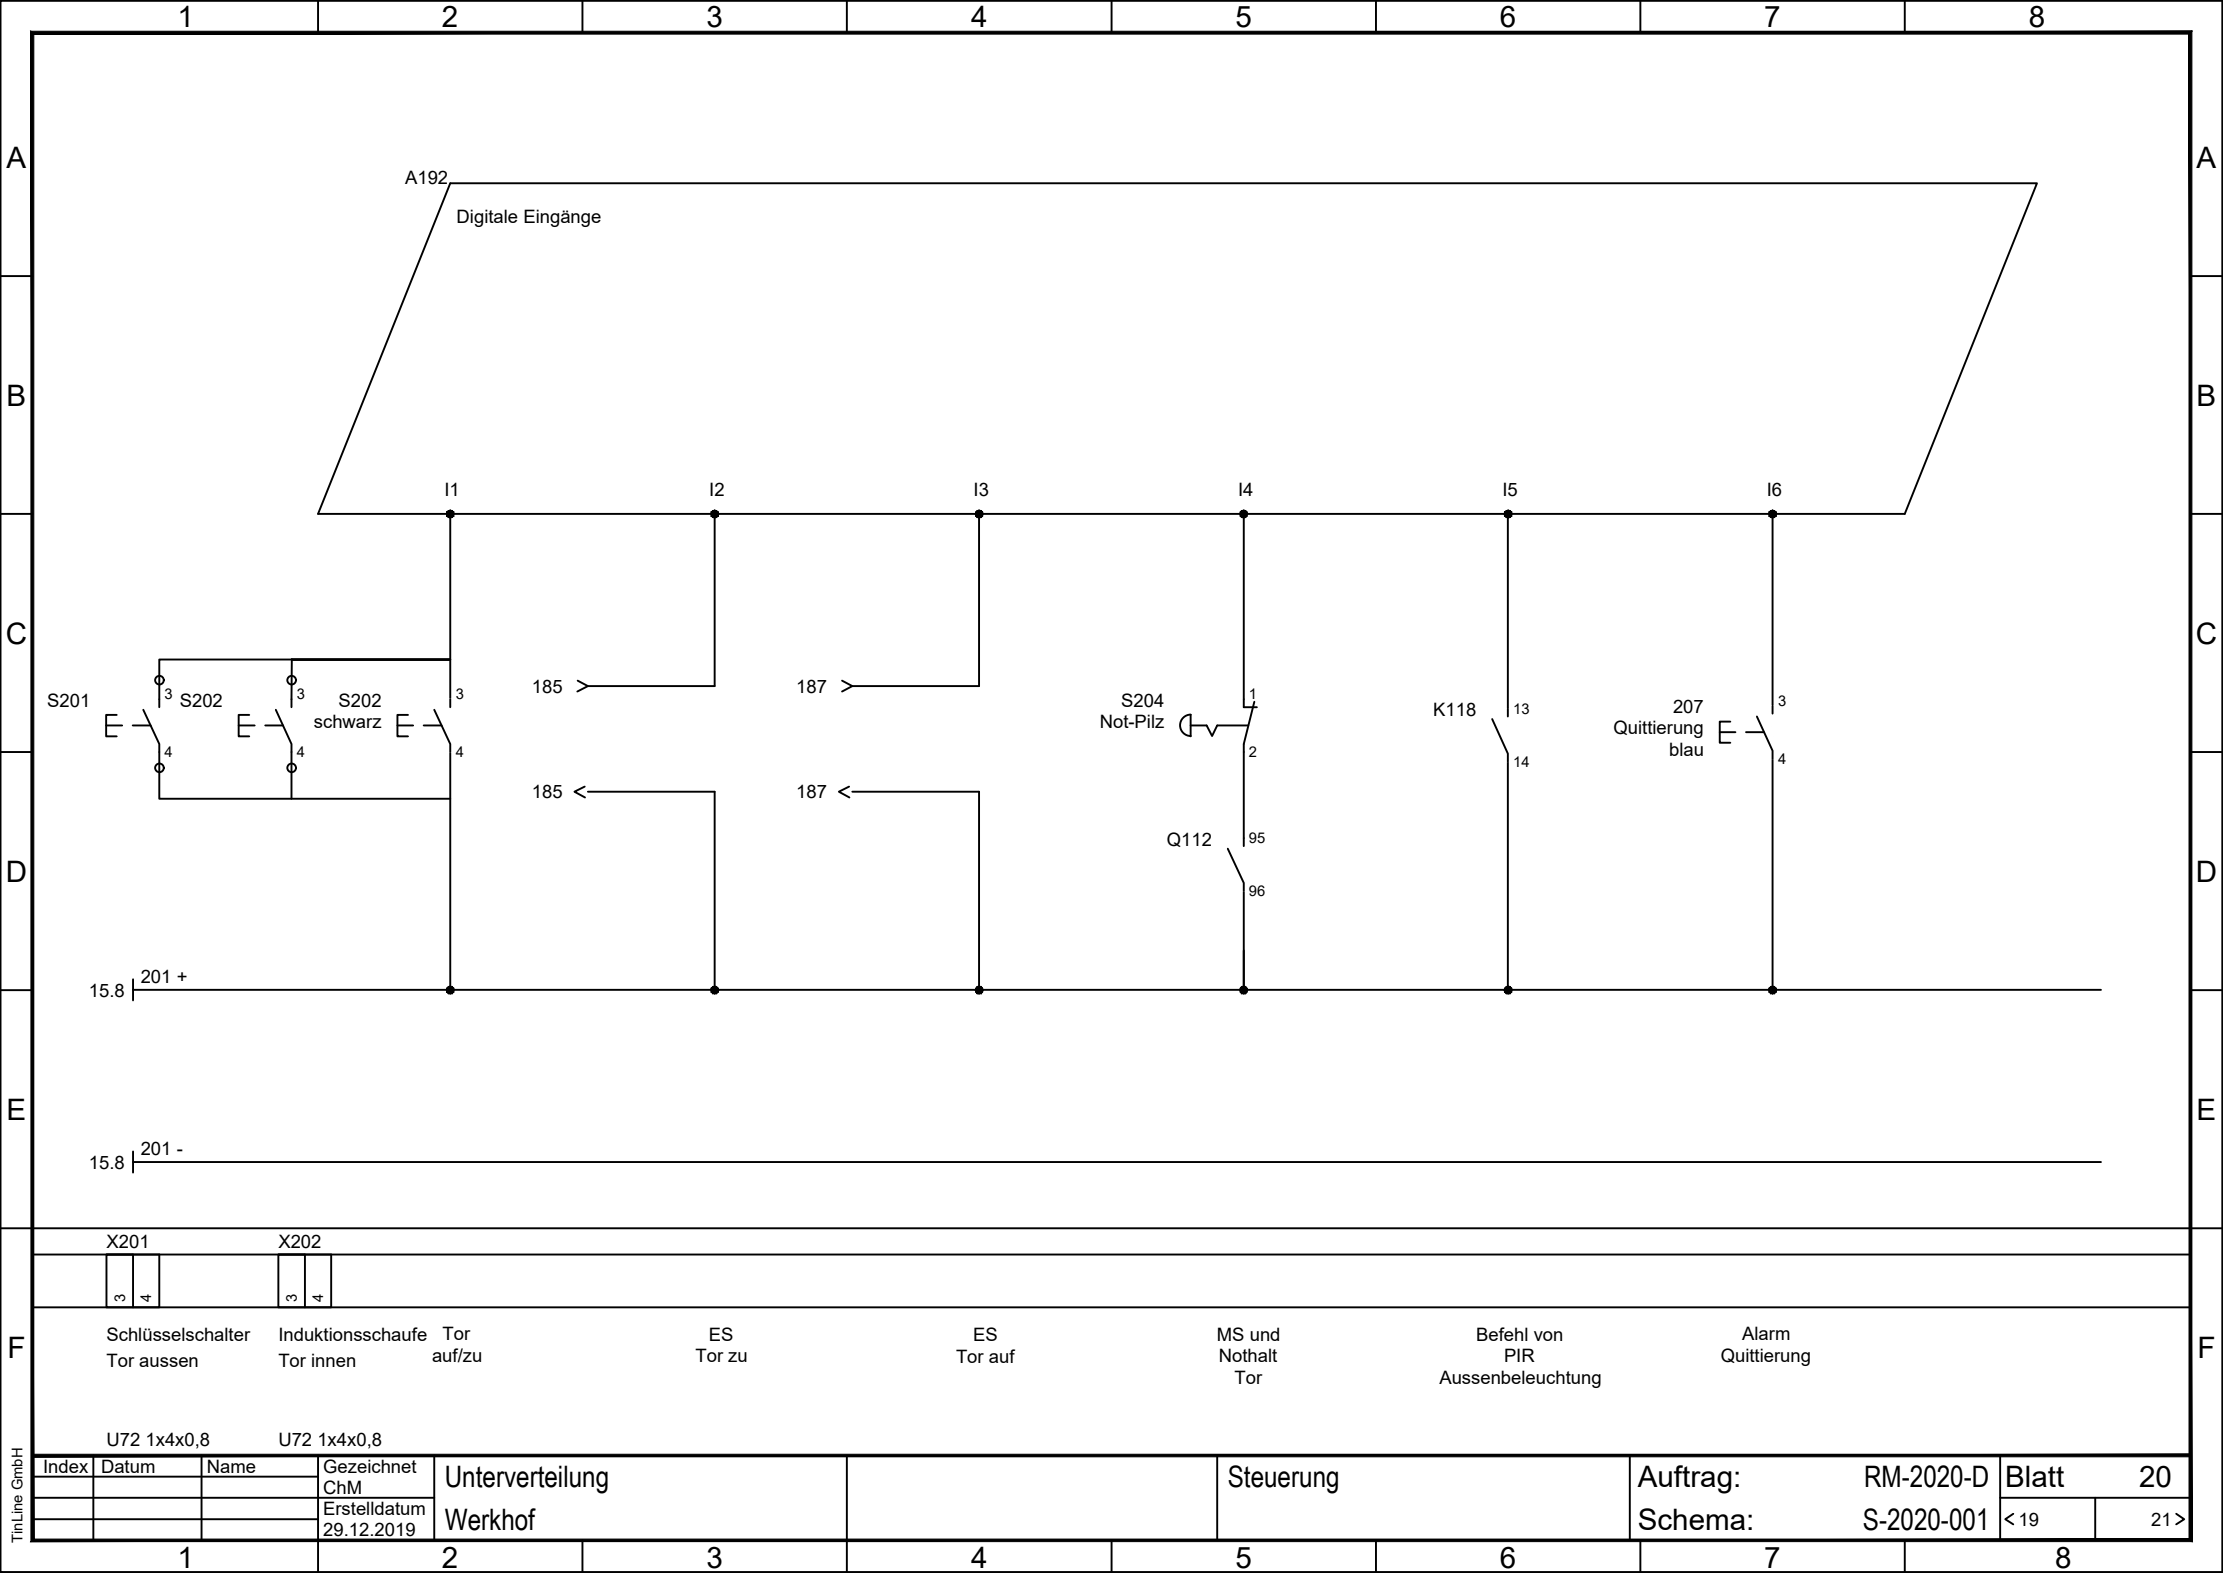 1 2 3 4 5 6 7 8
A A
A192
Digitale Eingänge
B B
I1 I2 I3 I4 I5 I6
C C
185 187
S201 3 S202 3 S202 3
schwarz
4 4 4
S204 1
Not-Pilz
2
K118 13
14
207 3
Quittierung
blau 4
185 187
Q112 95
96
D D
201 +
15.8
E E
201 -
15.8
X201 X202
3 4 3 4
F F
Schlüsselschalter
Tor aussen
Induktionsschaufe
Tor innen
Tor
auf/zu
ES
Tor zu
ES
Tor auf
MS und
Nothalt
Tor
Befehl von
PIR
Aussenbeleuchtung
Alarm
Quittierung
U72 1x4x0,8 U72 1x4x0,8
TinLine GmbH
Index Datum Name
Gezeichnet
ChM
Erstelldatum
29.12.2019
Unterverteilung
Werkhof
Steuerung
Auftrag: RM-2020-D
Schema: S-2020-001
Blatt 20
<19 21>
1 2 3 4 5 6 7 8